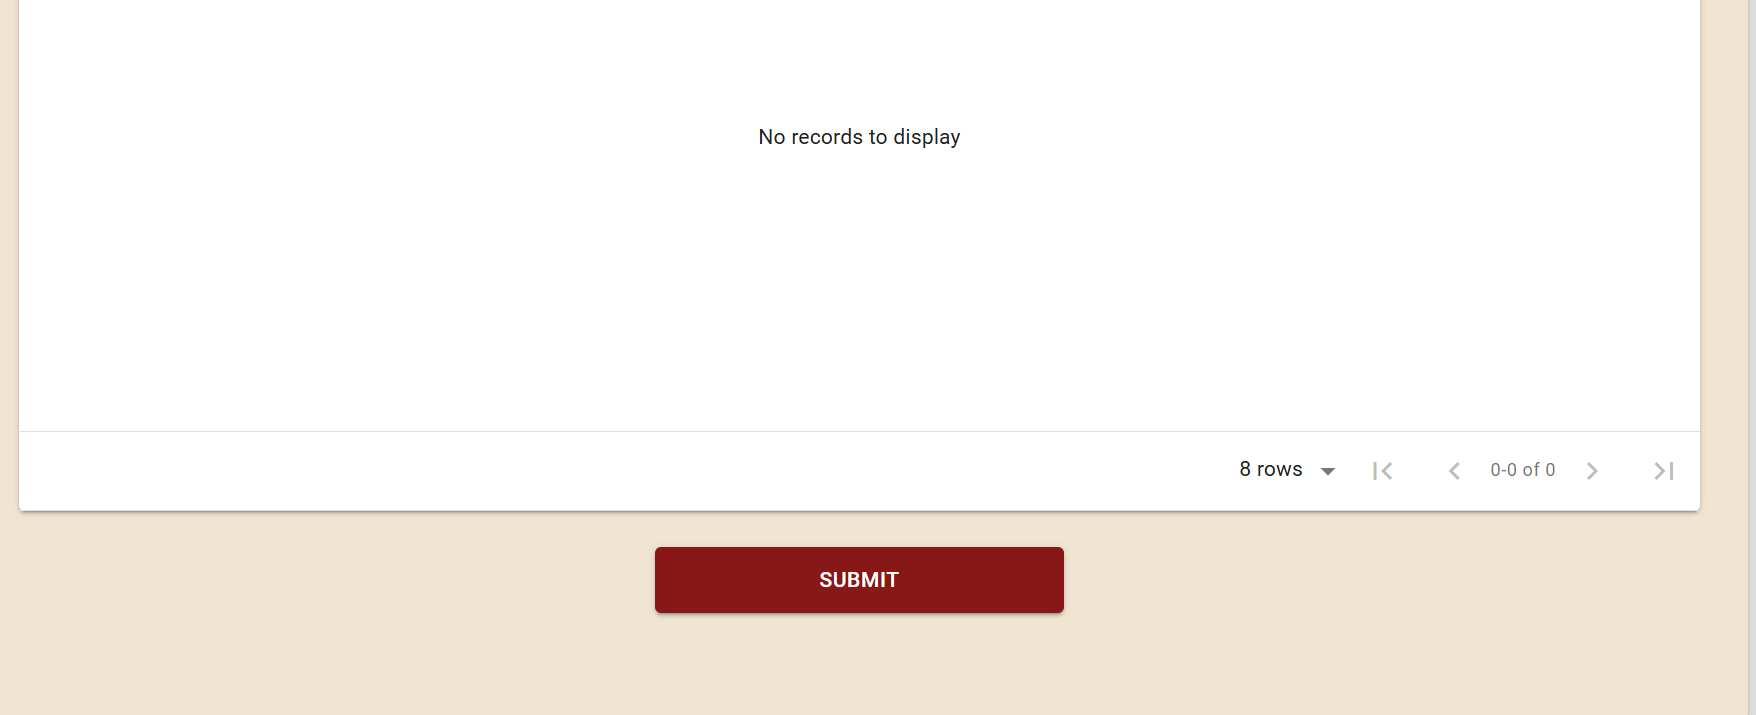 No records to display
8 rows 0-0 of 0
SUBMIT